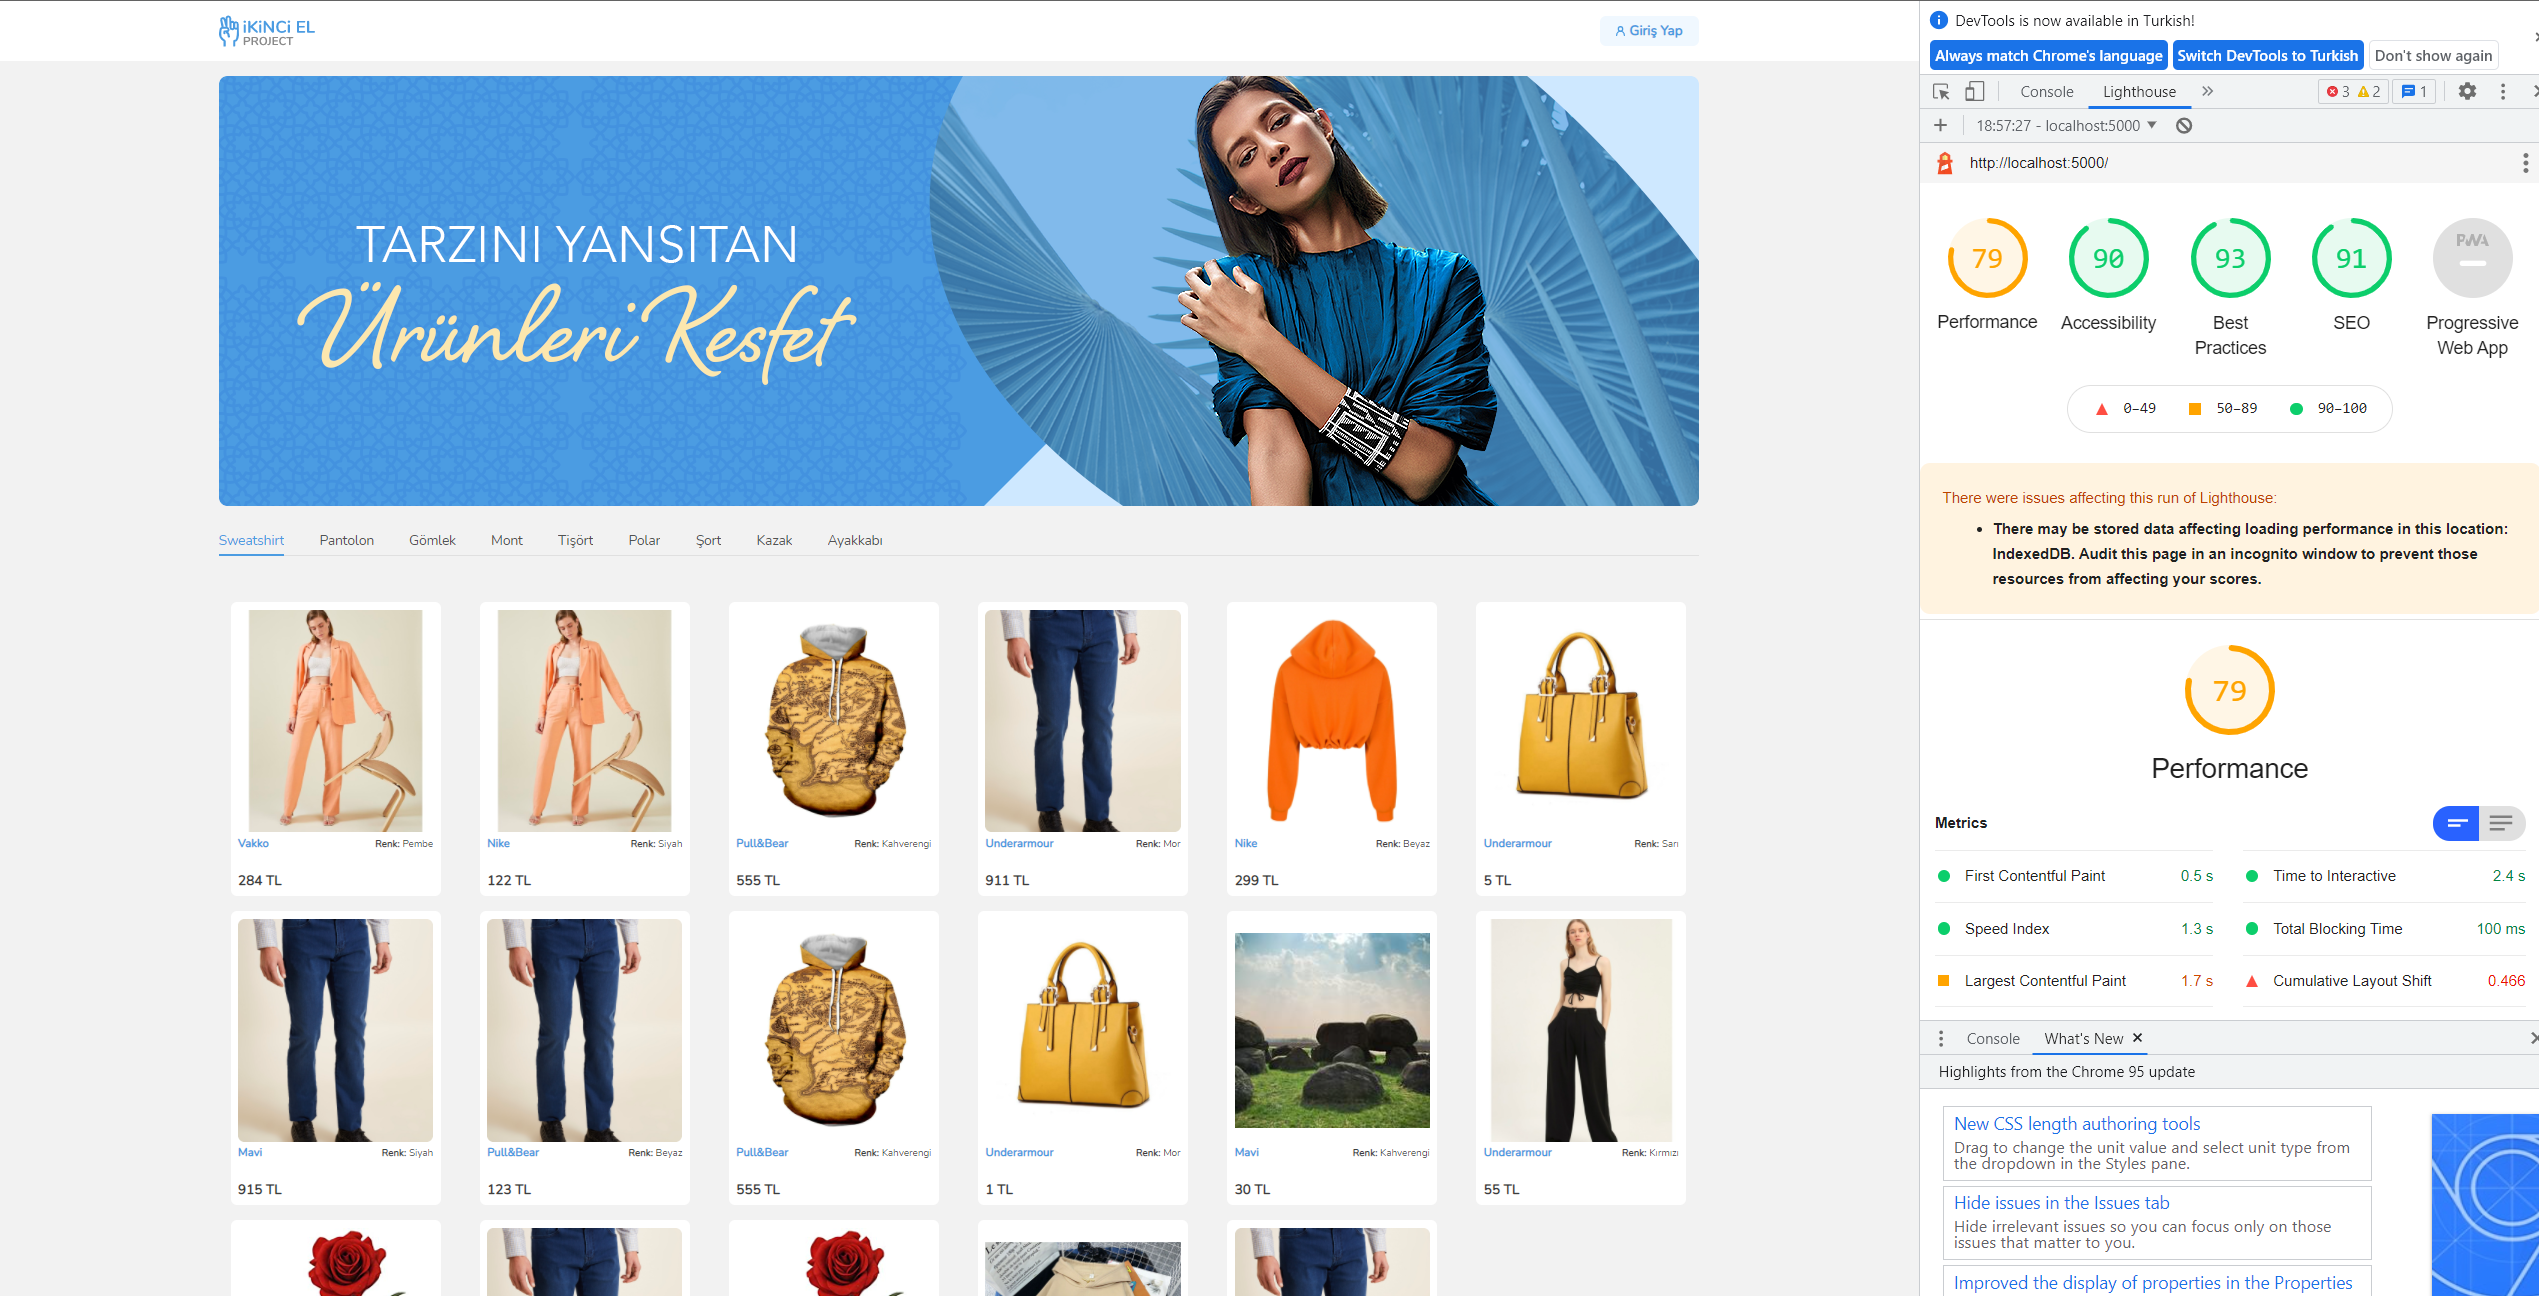 iKiNCi EL
PROJECT
Giriş Yap
TARZINI YANSITAN
Ürünleri Kesfet
Sweatshirt Pantolon Gömlek Mont Tişört Polar Şort Kazak Ayakkabı
Vakko Renk: Pembe
284 TL
Nike Renk: Siyah
122 TL
Pull&Bear Renk: Kahverengi
555 TL
Underarmour Renk: Mor
911 TL
Nike Renk: Beyaz
299 TL
Underarmour Renk: Sarı
5 TL
Mavi Renk: Siyah
915 TL
Pull&Bear Renk: Beyaz
123 TL
Pull&Bear Renk: Kahverengi
555 TL
Underarmour Renk: Mor
1 TL
Mavi Renk: Kahverengi
30 TL
Underarmour Renk: Kırmızı
55 TL
DevTools is now available in Turkish!
Always match Chrome's language Switch DevTools to Turkish Don't show again
Console Lighthouse 3 2 1
18:57:27 - localhost:5000
http://localhost:5000/
79 90 93 91 PWA
Performance Accessibility Best Practices SEO Progressive Web App
0–49 50–89 90–100
There were issues affecting this run of Lighthouse:
There may be stored data affecting loading performance in this location:
IndexedDB. Audit this page in an incognito window to prevent those
resources from affecting your scores.
79
Performance
Metrics
First Contentful Paint 0.5 s
Time to Interactive 2.4 s
Speed Index 1.3 s
Total Blocking Time 100 ms
Largest Contentful Paint 1.7 s
Cumulative Layout Shift 0.466
Console What's New
Highlights from the Chrome 95 update
New CSS length authoring tools
Drag to change the unit value and select unit type from
the dropdown in the Styles pane.
Hide issues in the Issues tab
Hide irrelevant issues so you can focus only on those
issues that matter to you.
Improved the display of properties in the Properties